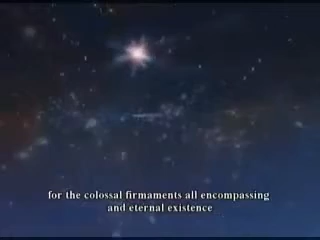 for the colossal firmaments all encompassing
and eternal existence